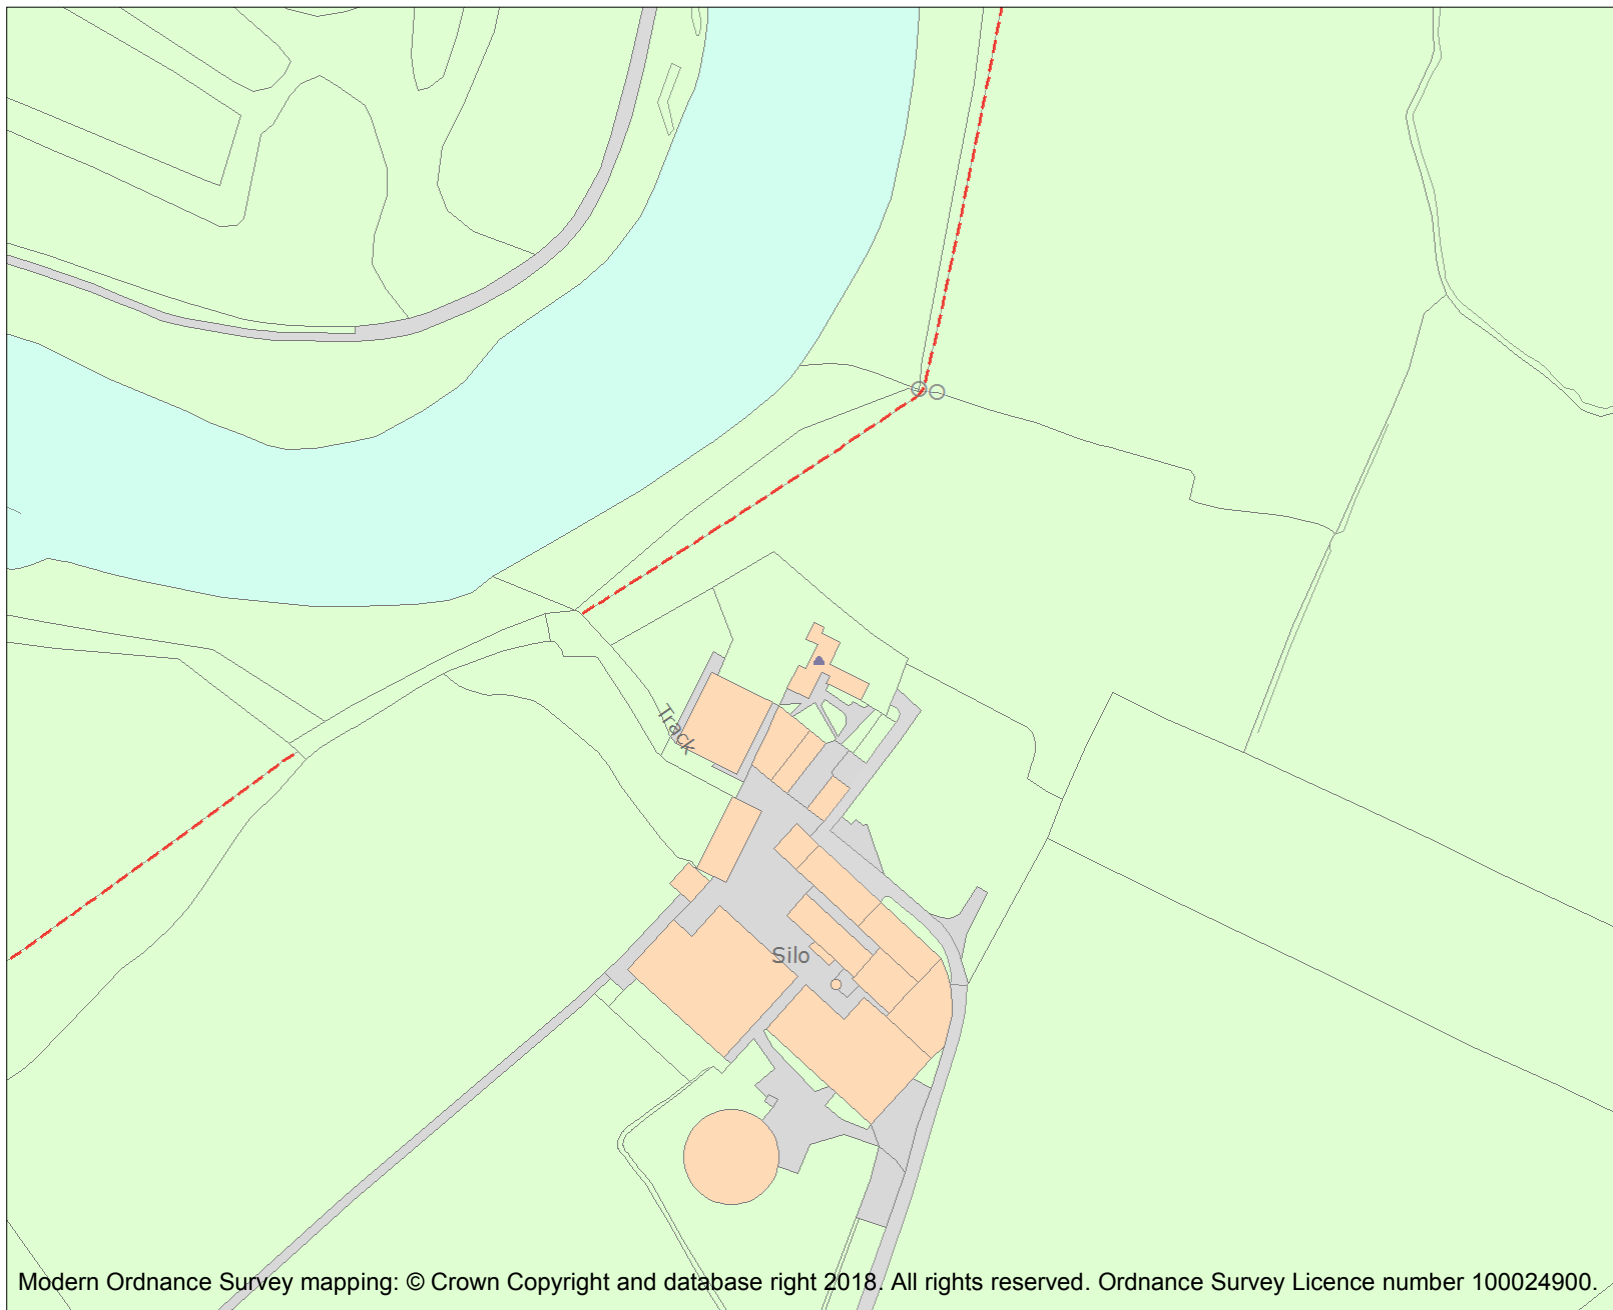 Track
Silo
Modern Ordnance Survey mapping: © Crown Copyright and database right 2018. All rights reserved. Ordnance Survey Licence number 100024900.